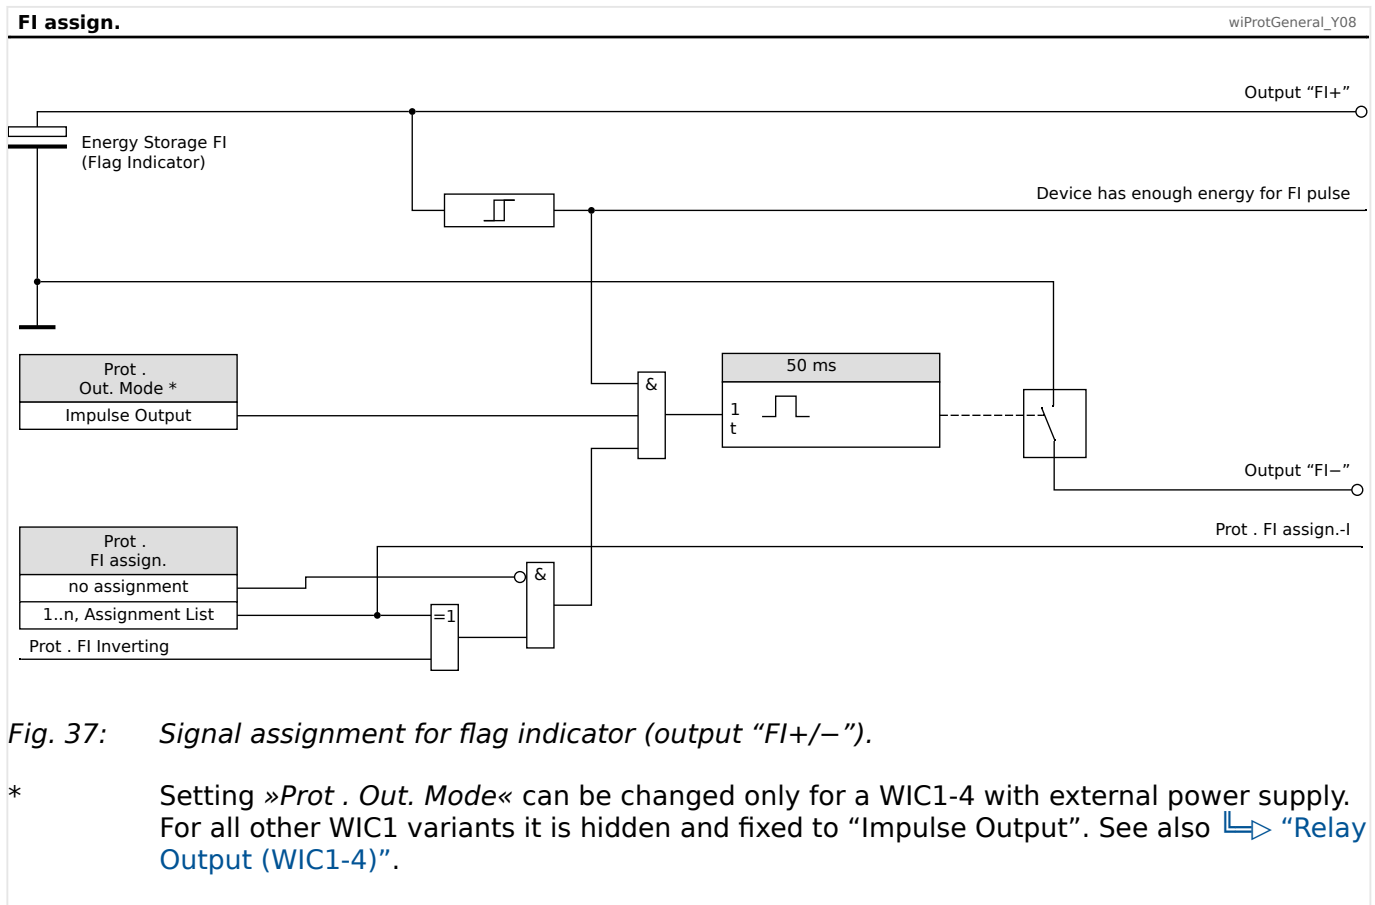 FI assign.
wiProtGeneral_Y08
Output “FI+”
Energy Storage FI
(Flag Indicator)
Device has enough energy for FI pulse
Prot .
Out. Mode *
Impulse Output
&
50 ms
1
t
Output “FI−”
Prot . FI assign.-I
Prot .
FI assign.
no assignment
1..n, Assignment List
&
=1
Prot . FI Inverting
Fig. 37: Signal assignment for flag indicator (output “FI+/−”).
* Setting »Prot . Out. Mode« can be changed only for a WIC1-4 with external power supply.
For all other WIC1 variants it is hidden and fixed to “Impulse Output”. See also “Relay
Output (WIC1-4)”.